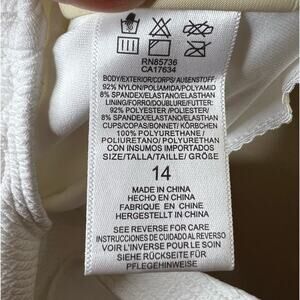 RN85736
CA17634
BODY/EXTERIOR/CORPS/AUßENSTOFF:
92% NYLON/POLIAMIDA/POLYAMID
8% SPANDEX/ELASTANO/ELASTHAN
LINING/FORRO/DOUBLURE/FUTTER:
92% POLYESTER/POLIESTER/
8% SPANDEX/ELASTANO/ELASTHAN
CUPS/COPAS/BONNET/KÖRBCHEN
100% POLYURETHANE/
POLIURETANO/POLYURETHAN
CON INSUMOS IMPORTADOS
SIZE/TALLA/TAILLE/ GRÖßE
14
MADE IN CHINA
HECHO EN CHINA
FABRIQUE EN CHINE
HERGESTELLT IN CHINA
SEE REVERSE FOR CARE
INSTRUCCIONES DE CUIDADO AL REVERSO
VOIR L'INVERSE POUR LE SOIN
SIEHE RÜCKSEITE FÜR
PFLEGEHINWEISE